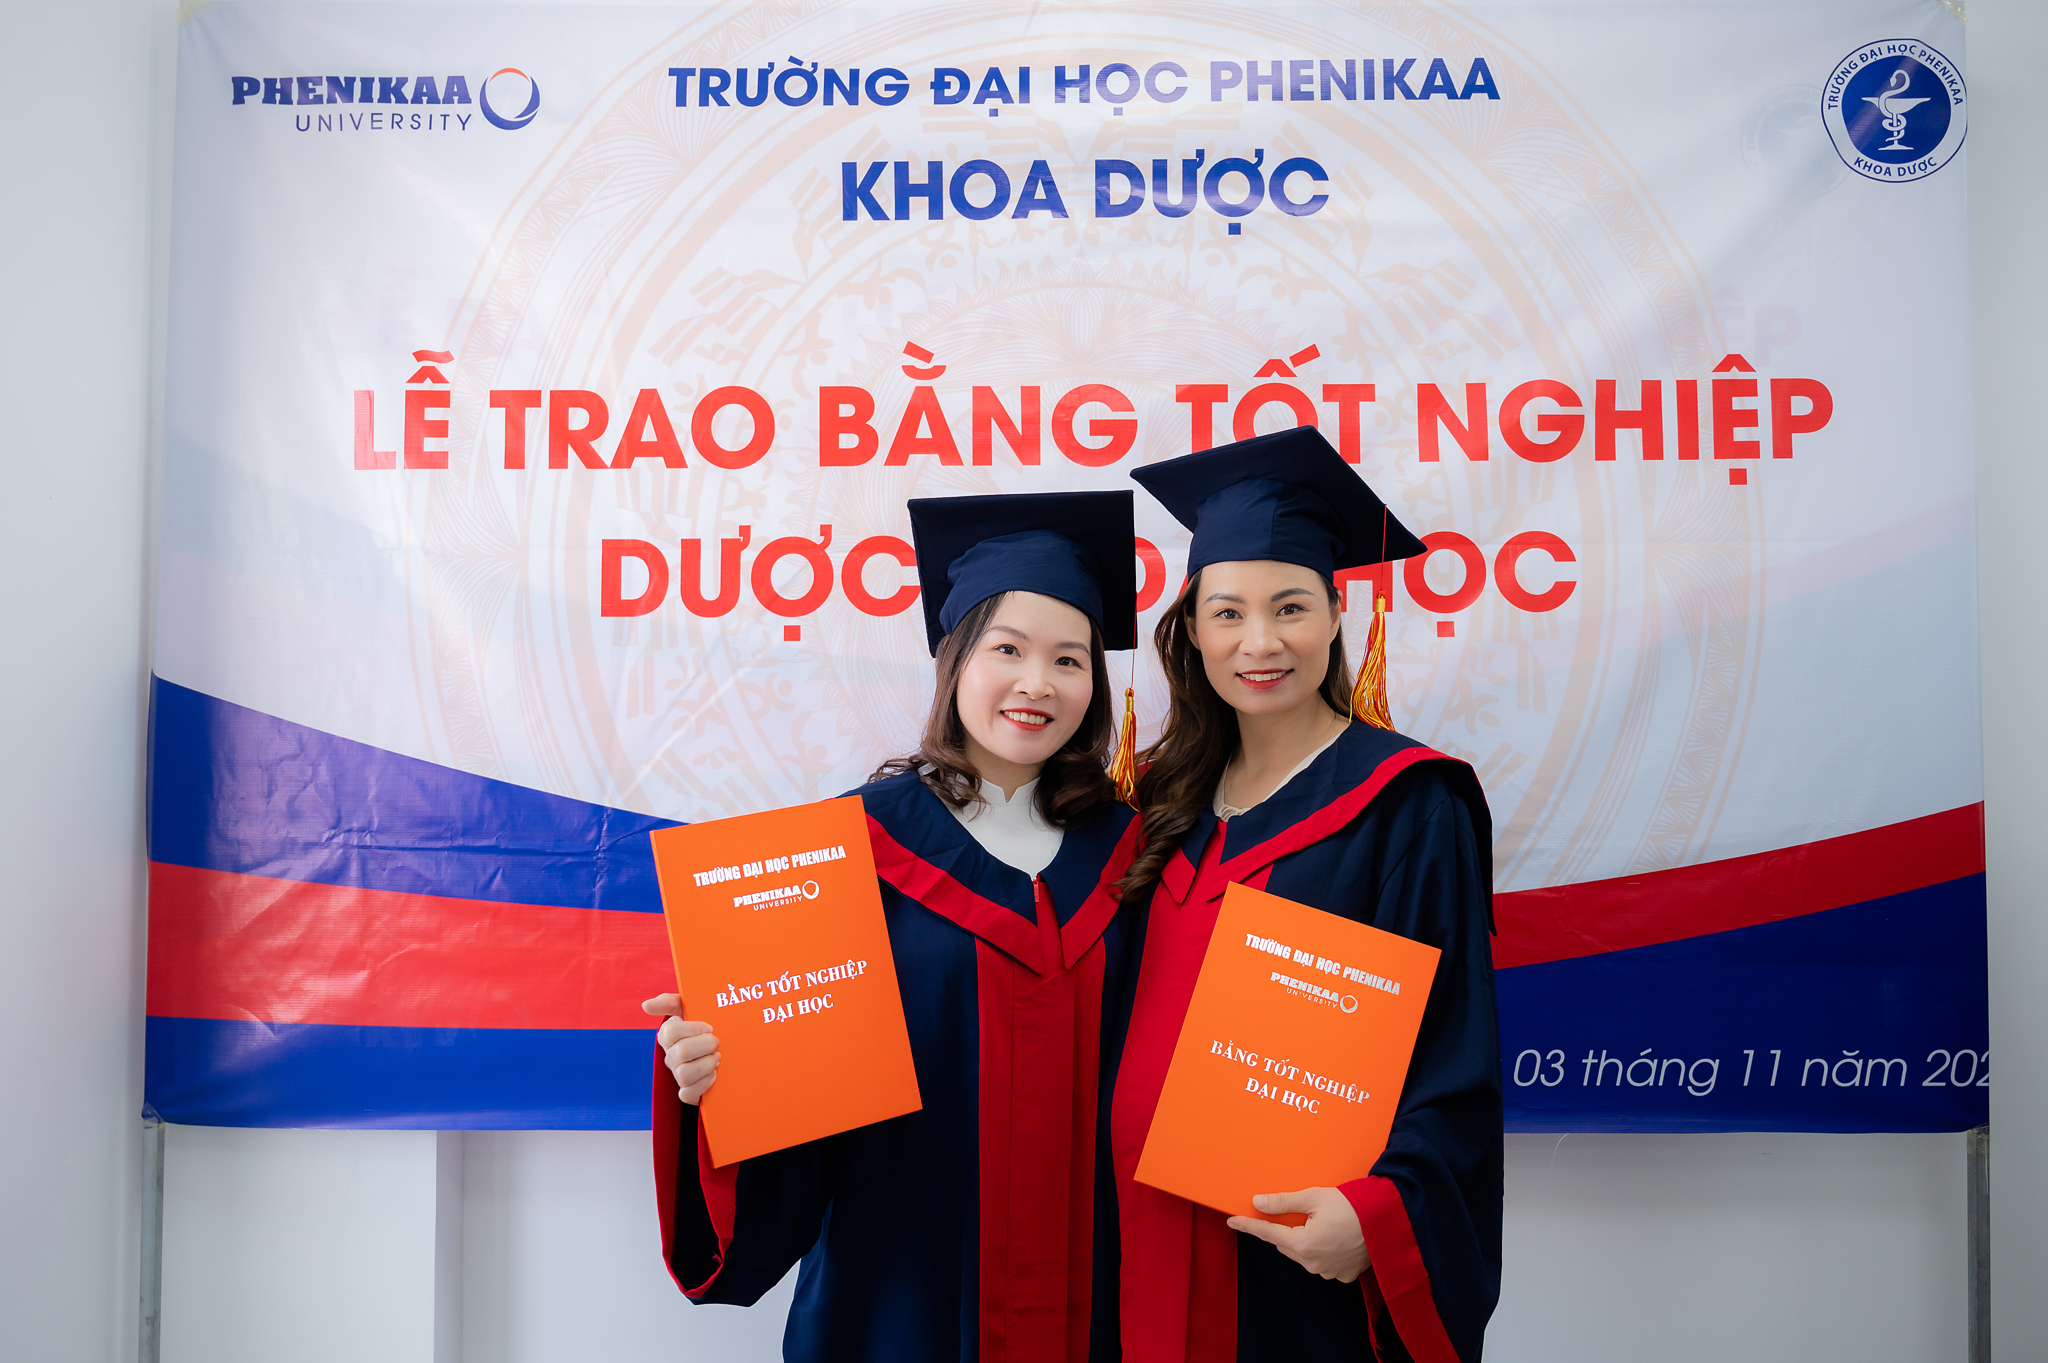 PHENIKAA
UNIVERSITY
TRƯỜNG ĐẠI HỌC PHENIKAA
KHOA DƯỢC
TRƯỜNG ĐẠI HỌC PHENIKAA
KHOA DƯỢC
LỄ TRAO BẰNG TỐT NGHIỆP
DƯỢC HỌC
03 tháng 11 năm 202
TRƯỜNG ĐẠI HỌC PHENIKAA
PHENIKAA
UNIVERSITY
BẰNG TỐT NGHIỆP
ĐẠI HỌC
TRƯỜNG ĐẠI HỌC PHENIKAA
PHENIKAA
UNIVERSITY
BẰNG TỐT NGHIỆP
ĐẠI HỌC